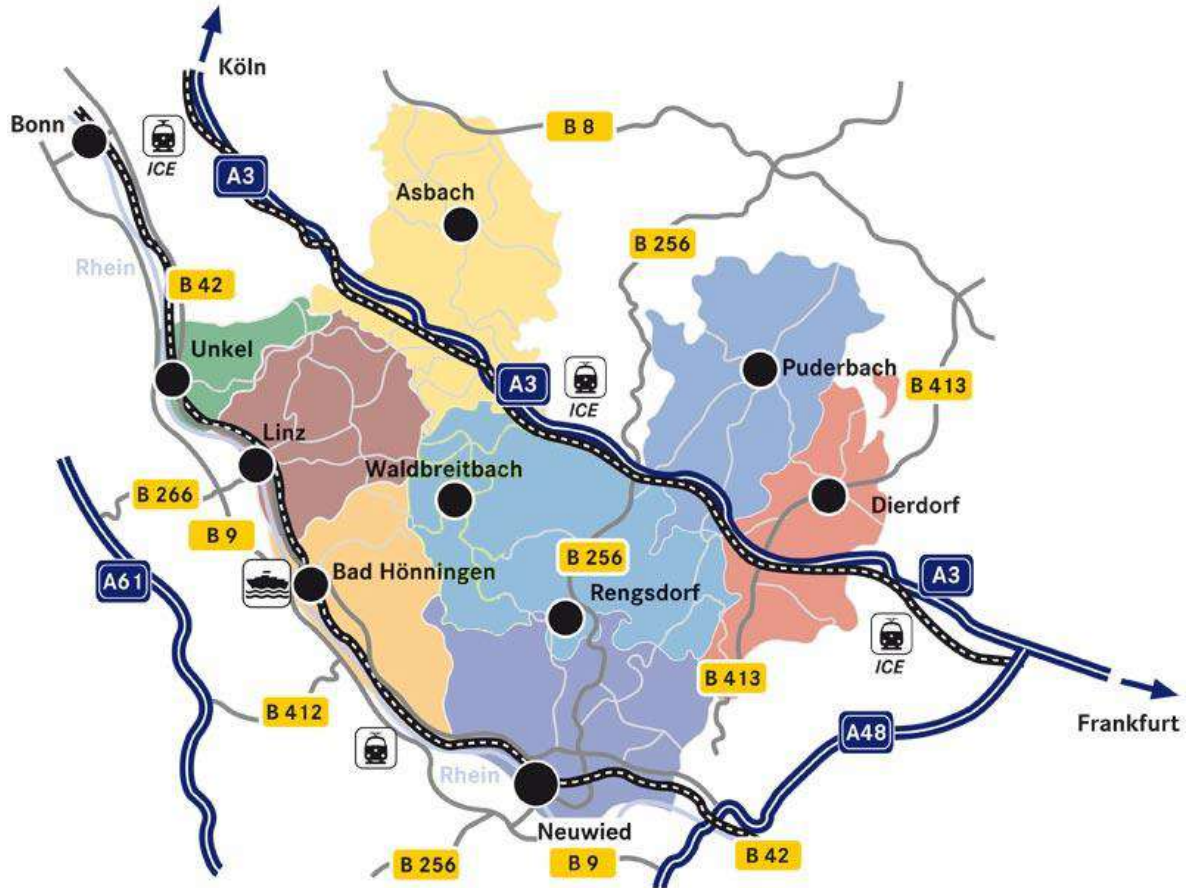 Köln
Bonn
ICE
A3
B 8
Asbach
B 256
Rhein
B 42
Unkel
A3
ICE
Puderbach
B 413
Linz
Waldbreitbach
B 266
B 9
Dierdorf
A61
Bad Hönningen
B 256
Rengsdorf
A3
ICE
B 413
B 412
A48
Frankfurt
Rhein
Neuwied
B 256
B 9
B 42